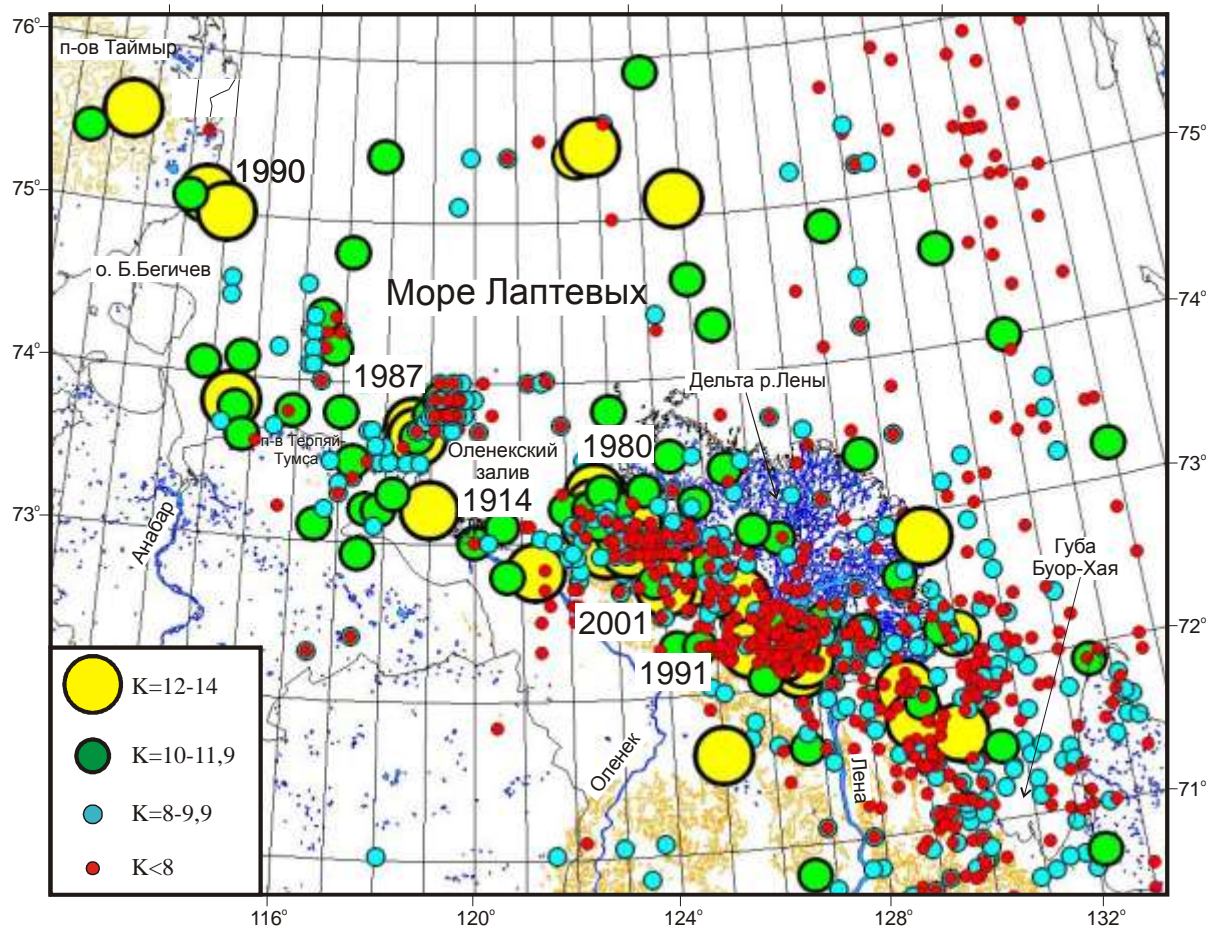 76°
п-ов Таймыр
75°
75°
1990
о. Б.Бегичев
Море Лаптевых
74°
74°
1987
Дельта р.Лены
п-в Терпяй-
Тумса
Оленекский
залив
1980
73°
73°
1914
Анабар
Губа
Буор-Хая
2001
72°
1991
K=12-14
K=10-11,9
K=8-9,9
K<8
Оленек
Лена
71°
116°
120°
124°
128°
132°